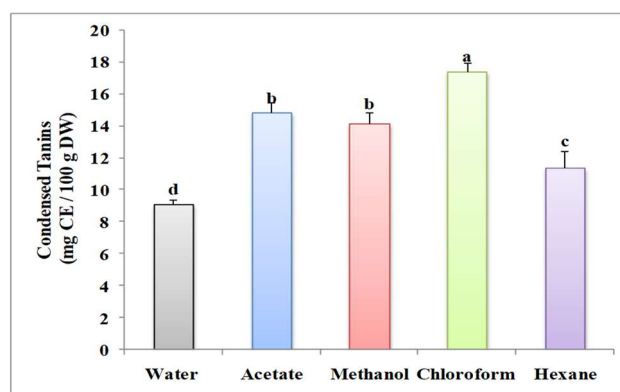 20
18
16
14
12
10
8
6
4
2
0
Condensed Tanins
(mg CE / 100 g DW)
d
b
b
a
c
Water Acetate Methanol Chloroform Hexane